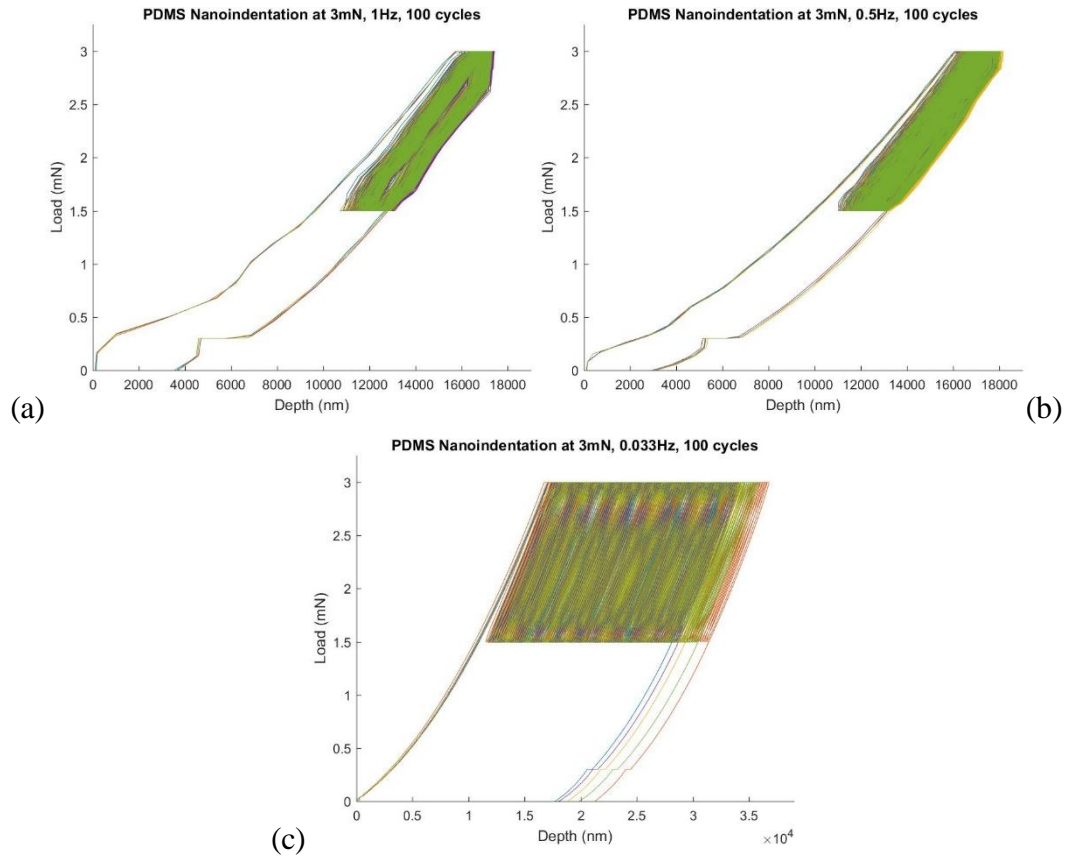 PDMS Nanoindentation at 3mN, 1Hz, 100 cycles
3
2.5
2
1.5
1
0.5
0
Load (mN)
0 2000 4000 6000 8000 10000 12000 14000 16000 18000
Depth (nm)
(a)
PDMS Nanoindentation at 3mN, 0.5Hz, 100 cycles
3
2.5
2
1.5
1
0.5
0
Load (mN)
0 2000 4000 6000 8000 10000 12000 14000 16000 18000
Depth (nm)
(b)
PDMS Nanoindentation at 3mN, 0.033Hz, 100 cycles
3
2.5
2
1.5
1
0.5
0
Load (mN)
0 0.5 1 1.5 2 2.5 3 3.5
Depth (nm)
×10⁴
(c)